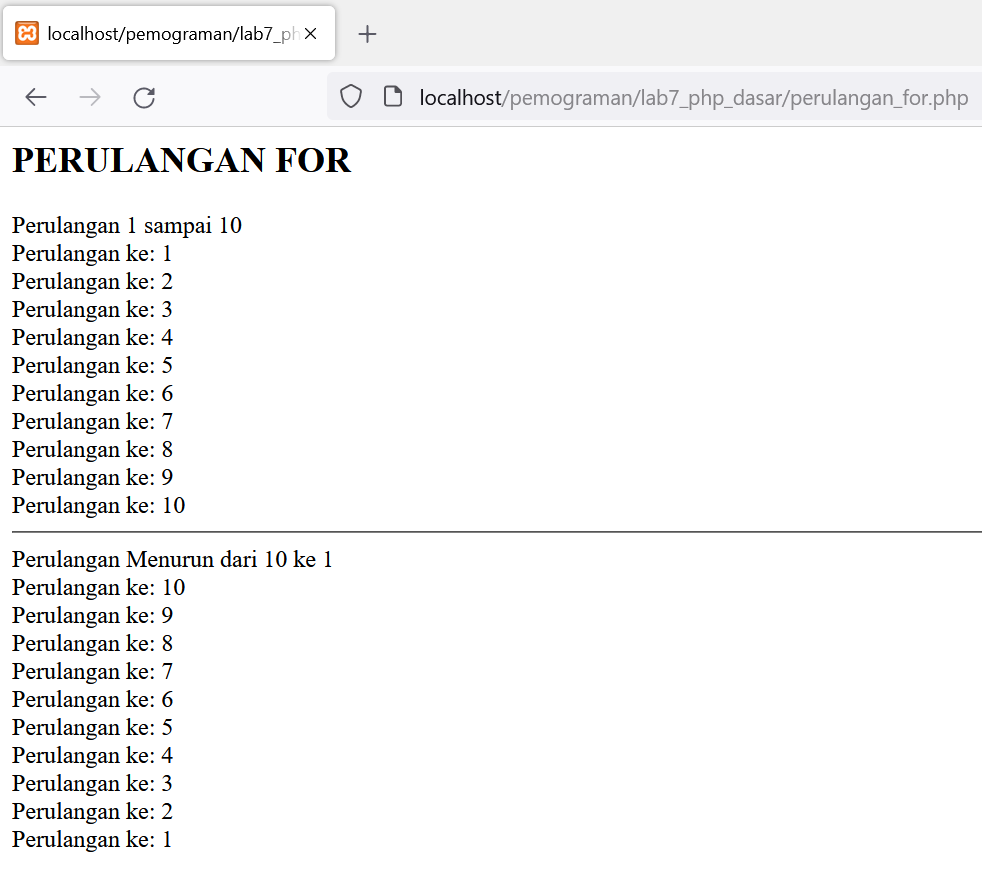 localhost/pemograman/lab7_ph
localhost/pemograman/lab7_php_dasar/perulangan_for.php
PERULANGAN FOR
Perulangan 1 sampai 10
Perulangan ke: 1
Perulangan ke: 2
Perulangan ke: 3
Perulangan ke: 4
Perulangan ke: 5
Perulangan ke: 6
Perulangan ke: 7
Perulangan ke: 8
Perulangan ke: 9
Perulangan ke: 10
Perulangan Menurun dari 10 ke 1
Perulangan ke: 10
Perulangan ke: 9
Perulangan ke: 8
Perulangan ke: 7
Perulangan ke: 6
Perulangan ke: 5
Perulangan ke: 4
Perulangan ke: 3
Perulangan ke: 2
Perulangan ke: 1